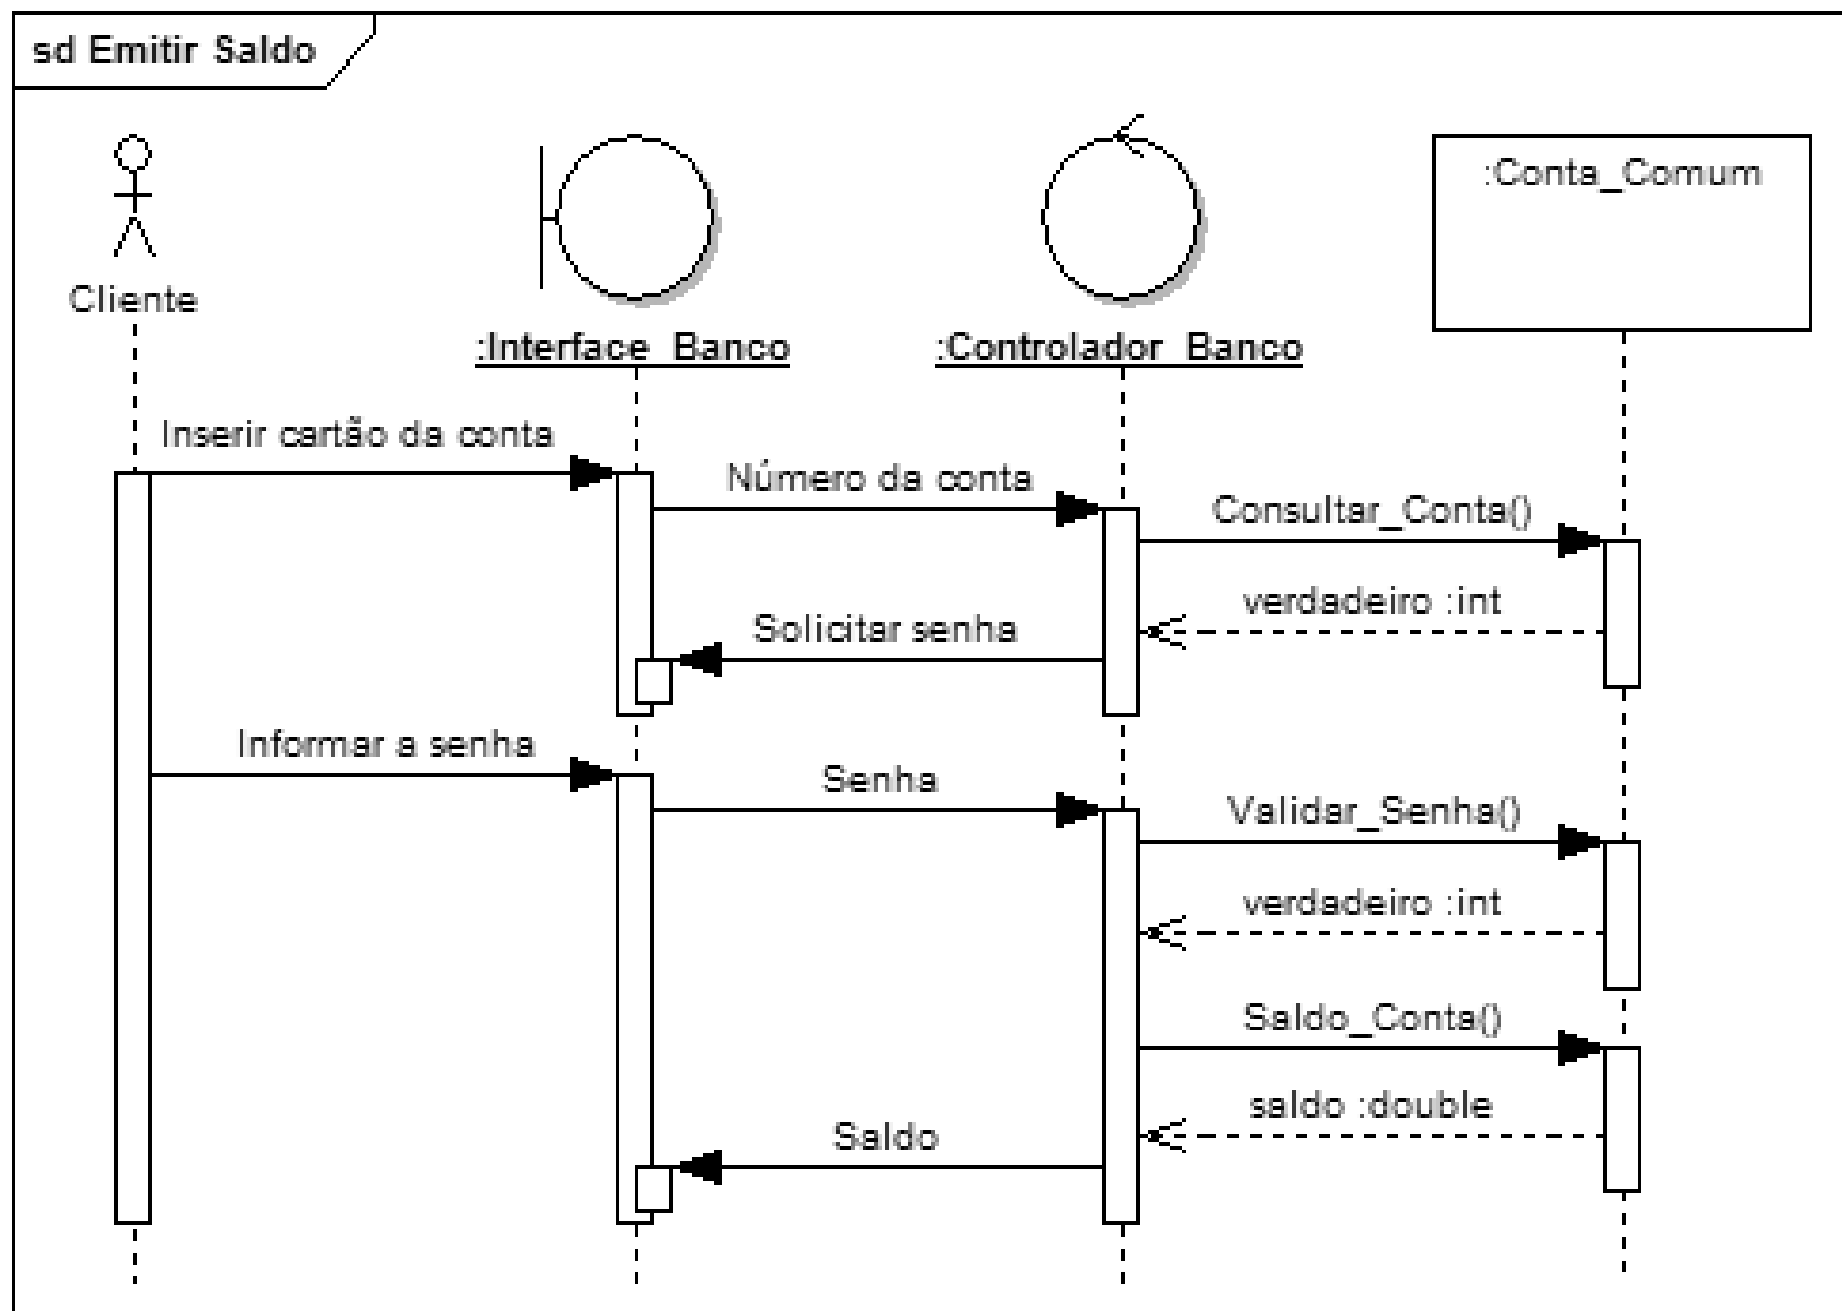 sd Emitir Saldo
Cliente
:Interface_Banco
:Controlador_Banco
:Conta_Comum
Inserir cartão da conta
Número da conta
Consultar_Conta()
verdadeiro :int
Solicitar senha
Informar a senha
Senha
Validar_Senha()
verdadeiro :int
Saldo_Conta()
saldo :double
Saldo